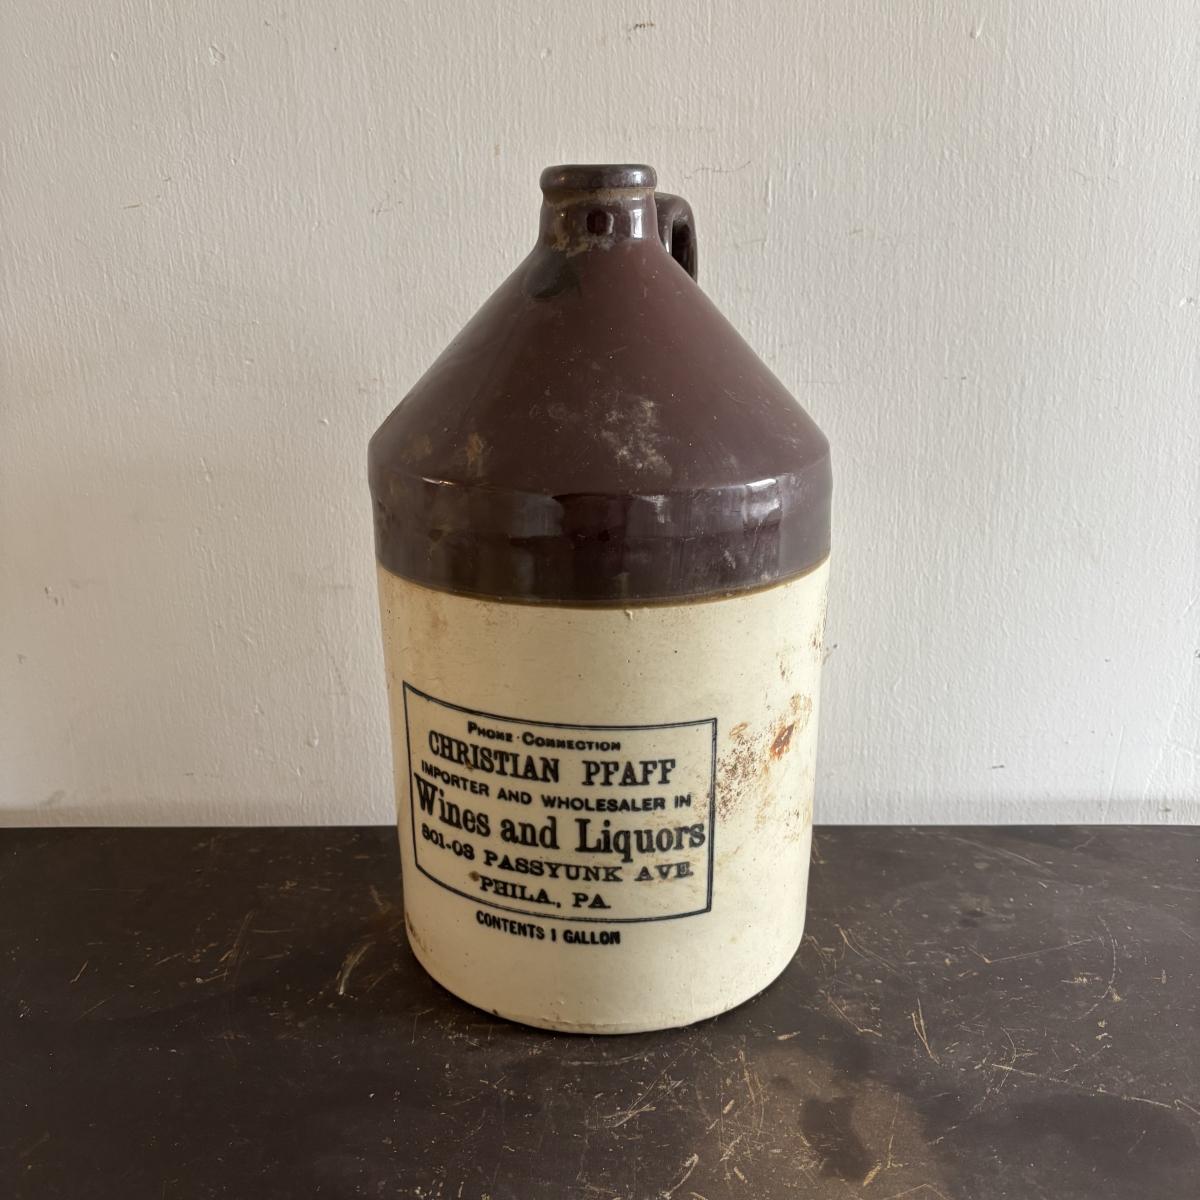 PHONE CONNECTION
CHRISTIAN PFAFF
IMPORTER AND WHOLESALER IN
Wines and Liquors
801-03 PASSYUNK AVE.
PHILA., PA.
CONTENTS 1 GALLON